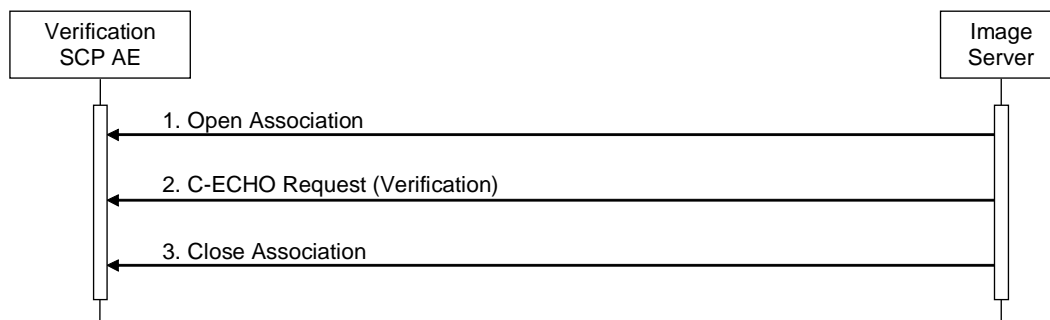 Verification
SCP AE
Image
Server
1. Open Association
2. C-ECHO Request (Verification)
3. Close Association